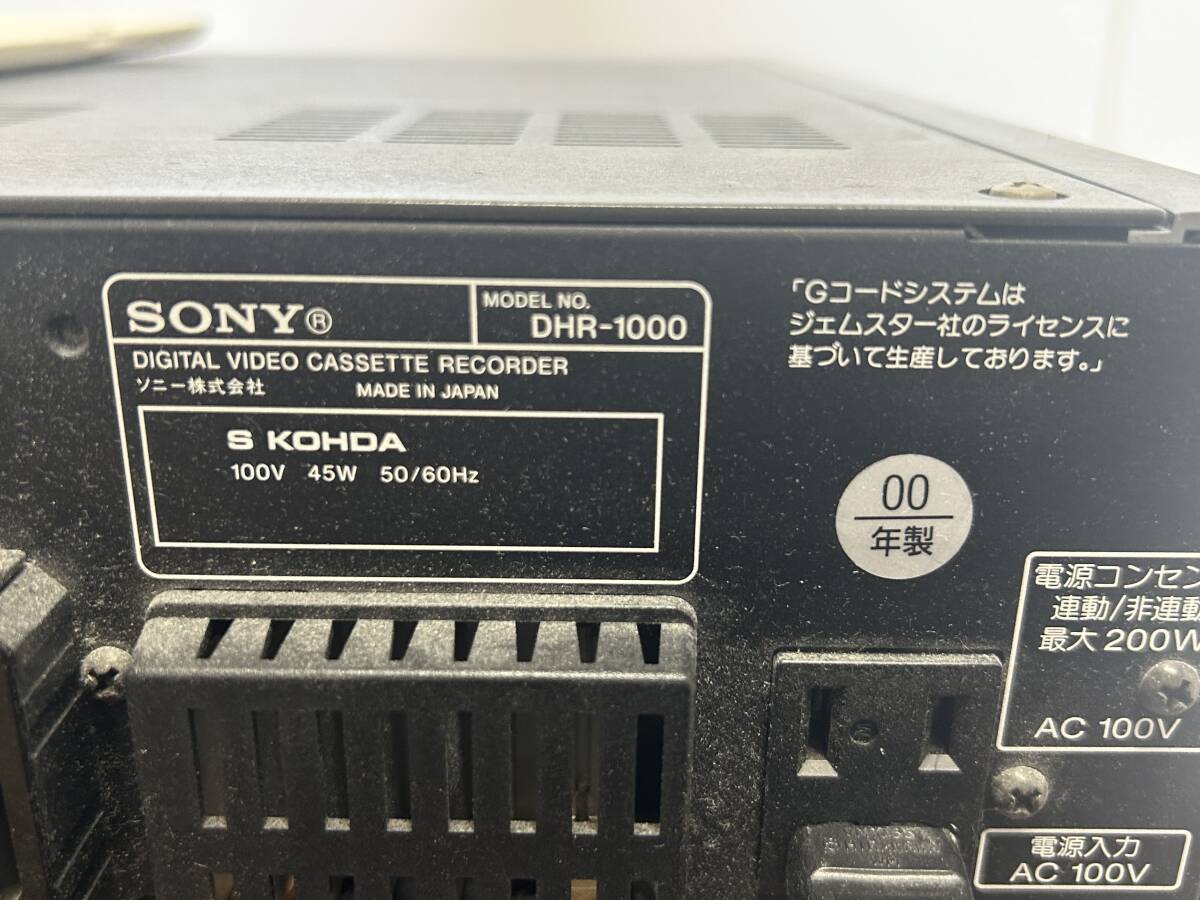 SONY®
MODEL NO.
DHR-1000
DIGITAL VIDEO CASSETTE RECORDER
ソニー株式会社 MADE IN JAPAN
S KOHDA
100V 45W 50/60Hz
「Gコードシステムは
ジェムスター社のライセンスに
基づいて生産しております。」
00
年製
電源コンセン
連動/非連動
最大200W
AC 100V
電源入力
AC 100V